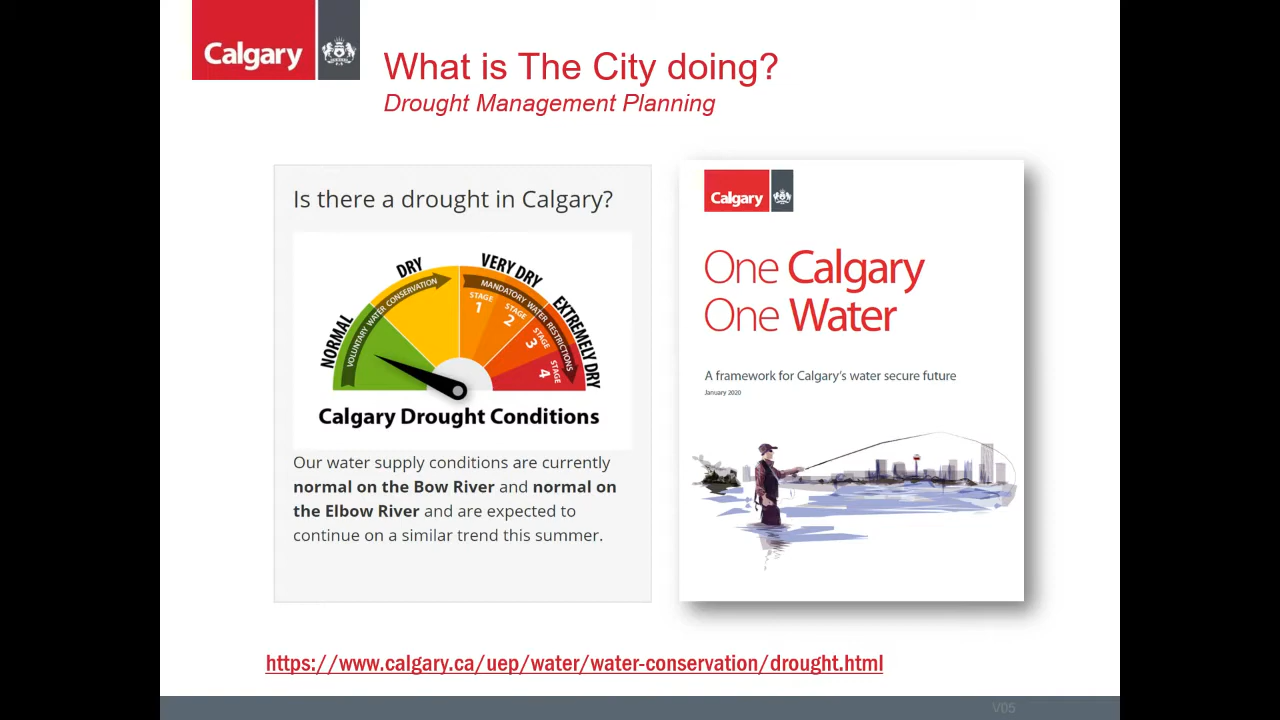 Calgary
What is The City doing?
Drought Management Planning
Is there a drought in Calgary?
NORMAL
DRY
VERY DRY
EXTREMELY DRY
VOLUNTARY WATER CONSERVATION
MANDATORY WATER RESTRICTIONS
STAGE
1
STAGE
2
STAGE
3
STAGE
4
Calgary Drought Conditions
Our water supply conditions are currently
normal on the Bow River and normal on
the Elbow River and are expected to
continue on a similar trend this summer.
Calgary
One Calgary
One Water
A framework for Calgary's water secure future
January 2020
https://www.calgary.ca/uep/water/water-conservation/drought.html
V05